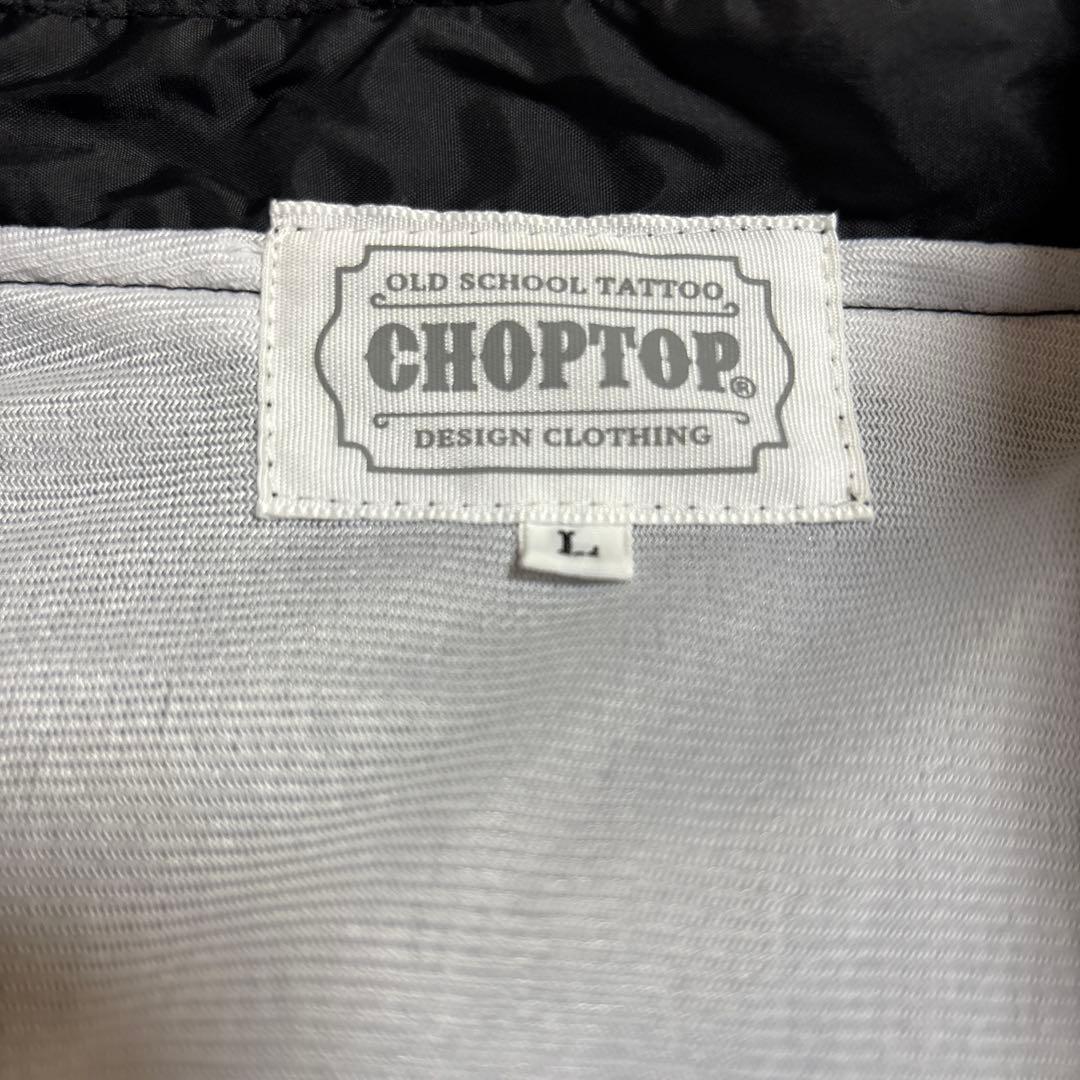 OLD SCHOOL TATTOO
CHOPTOP®
DESIGN CLOTHING
L